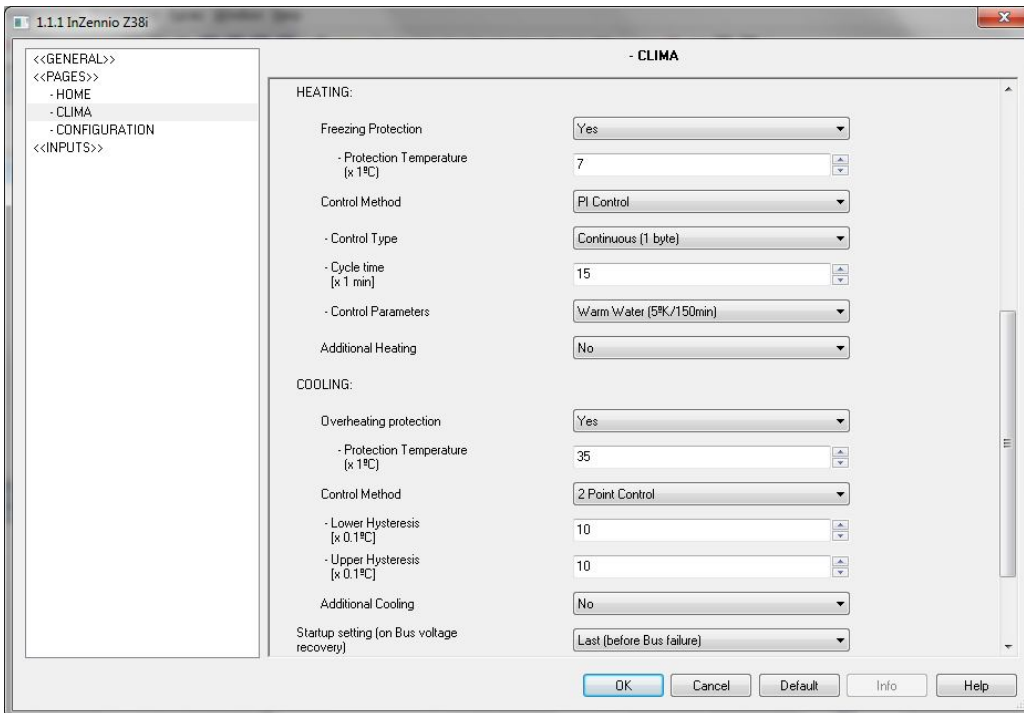 1.1.1 InZennio Z38i
<<GENERAL>>
<<PAGES>>
- HOME
- CLIMA
- CONFIGURATION
<<INPUTS>>
- CLIMA
HEATING:
Freezing Protection
Yes
- Protection Temperature
(x 1ºC)
7
Control Method
PI Control
- Control Type
Continuous (1 byte)
- Cycle time
[x 1 min]
15
- Control Parameters
Warm Water (5ºK/150min)
Additional Heating
No
COOLING:
Overheating protection
Yes
- Protection Temperature
(x 1ºC)
35
Control Method
2 Point Control
- Lower Hysteresis
[x 0.1ºC]
10
- Upper Hysteresis
[x 0.1ºC]
10
Additional Cooling
No
Startup setting (on Bus voltage
recovery)
Last (before Bus failure)
OK Cancel Default Info Help